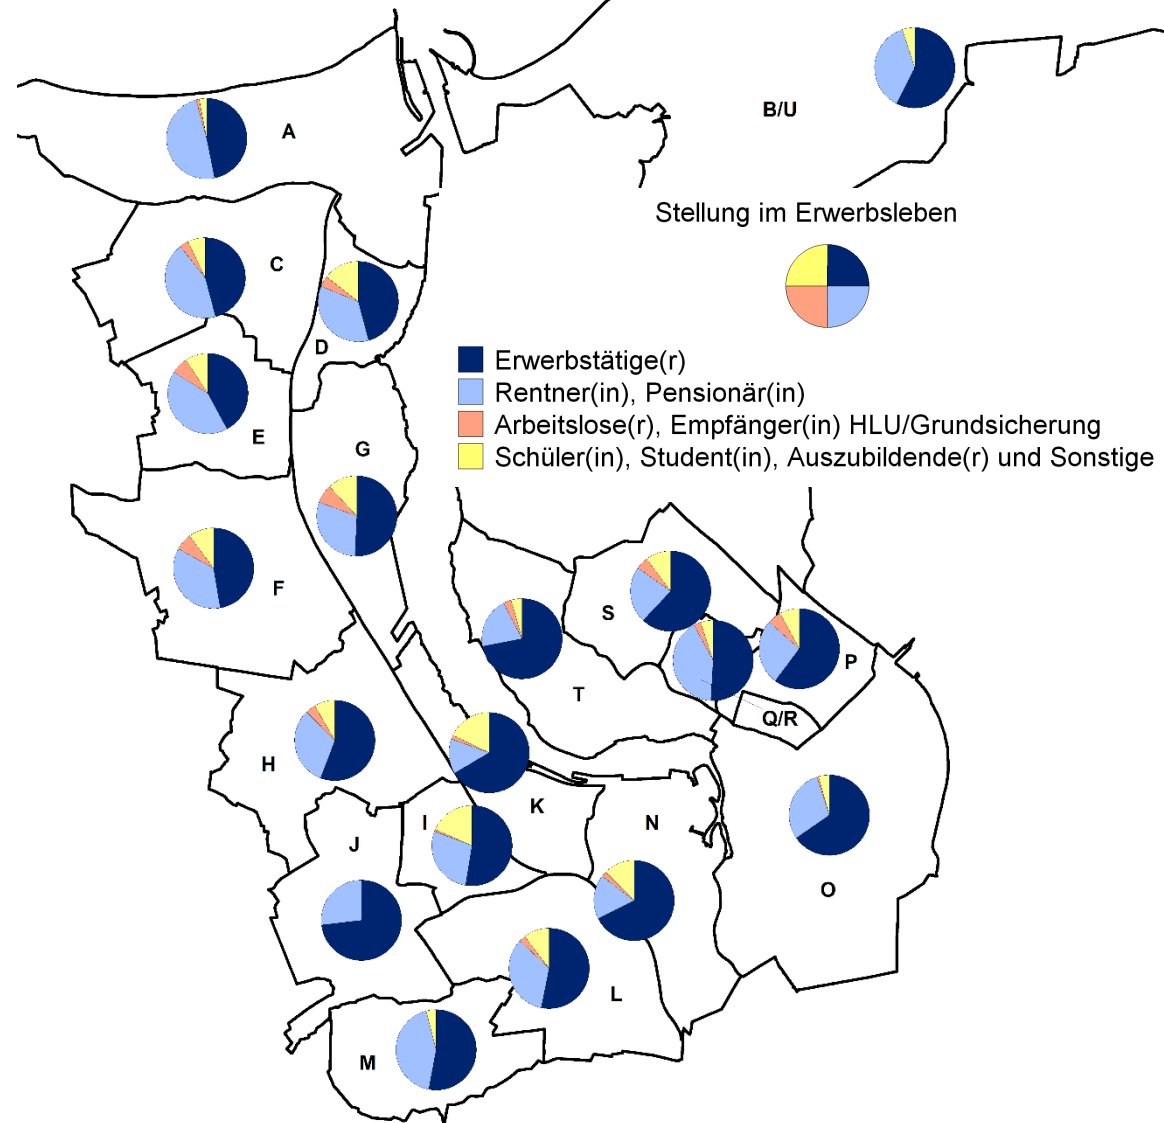 B/U
A
Stellung im Erwerbsleben
C
D
Erwerbstätige(r)
Rentner(in), Pensionär(in)
Arbeitslose(r), Empfänger(in) HLU/Grundsicherung
Schüler(in), Student(in), Auszubildende(r) und Sonstige
E
G
F
S
P
T
Q/R
H
K
I
N
J
O
L
M